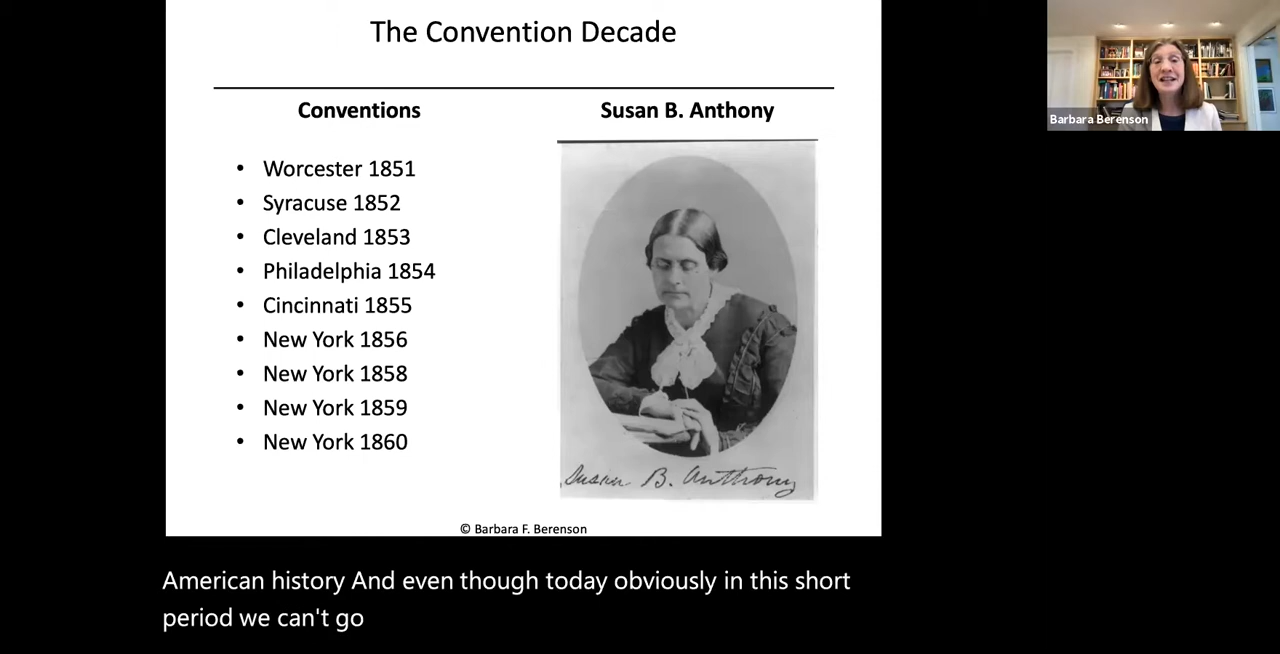 The Convention Decade
Conventions
Susan B. Anthony
• Worcester 1851
• Syracuse 1852
• Cleveland 1853
• Philadelphia 1854
• Cincinnati 1855
• New York 1856
• New York 1858
• New York 1859
• New York 1860
Susan B. Anthony
© Barbara F. Berenson
Barbara Berenson
American history And even though today obviously in this short
period we can't go